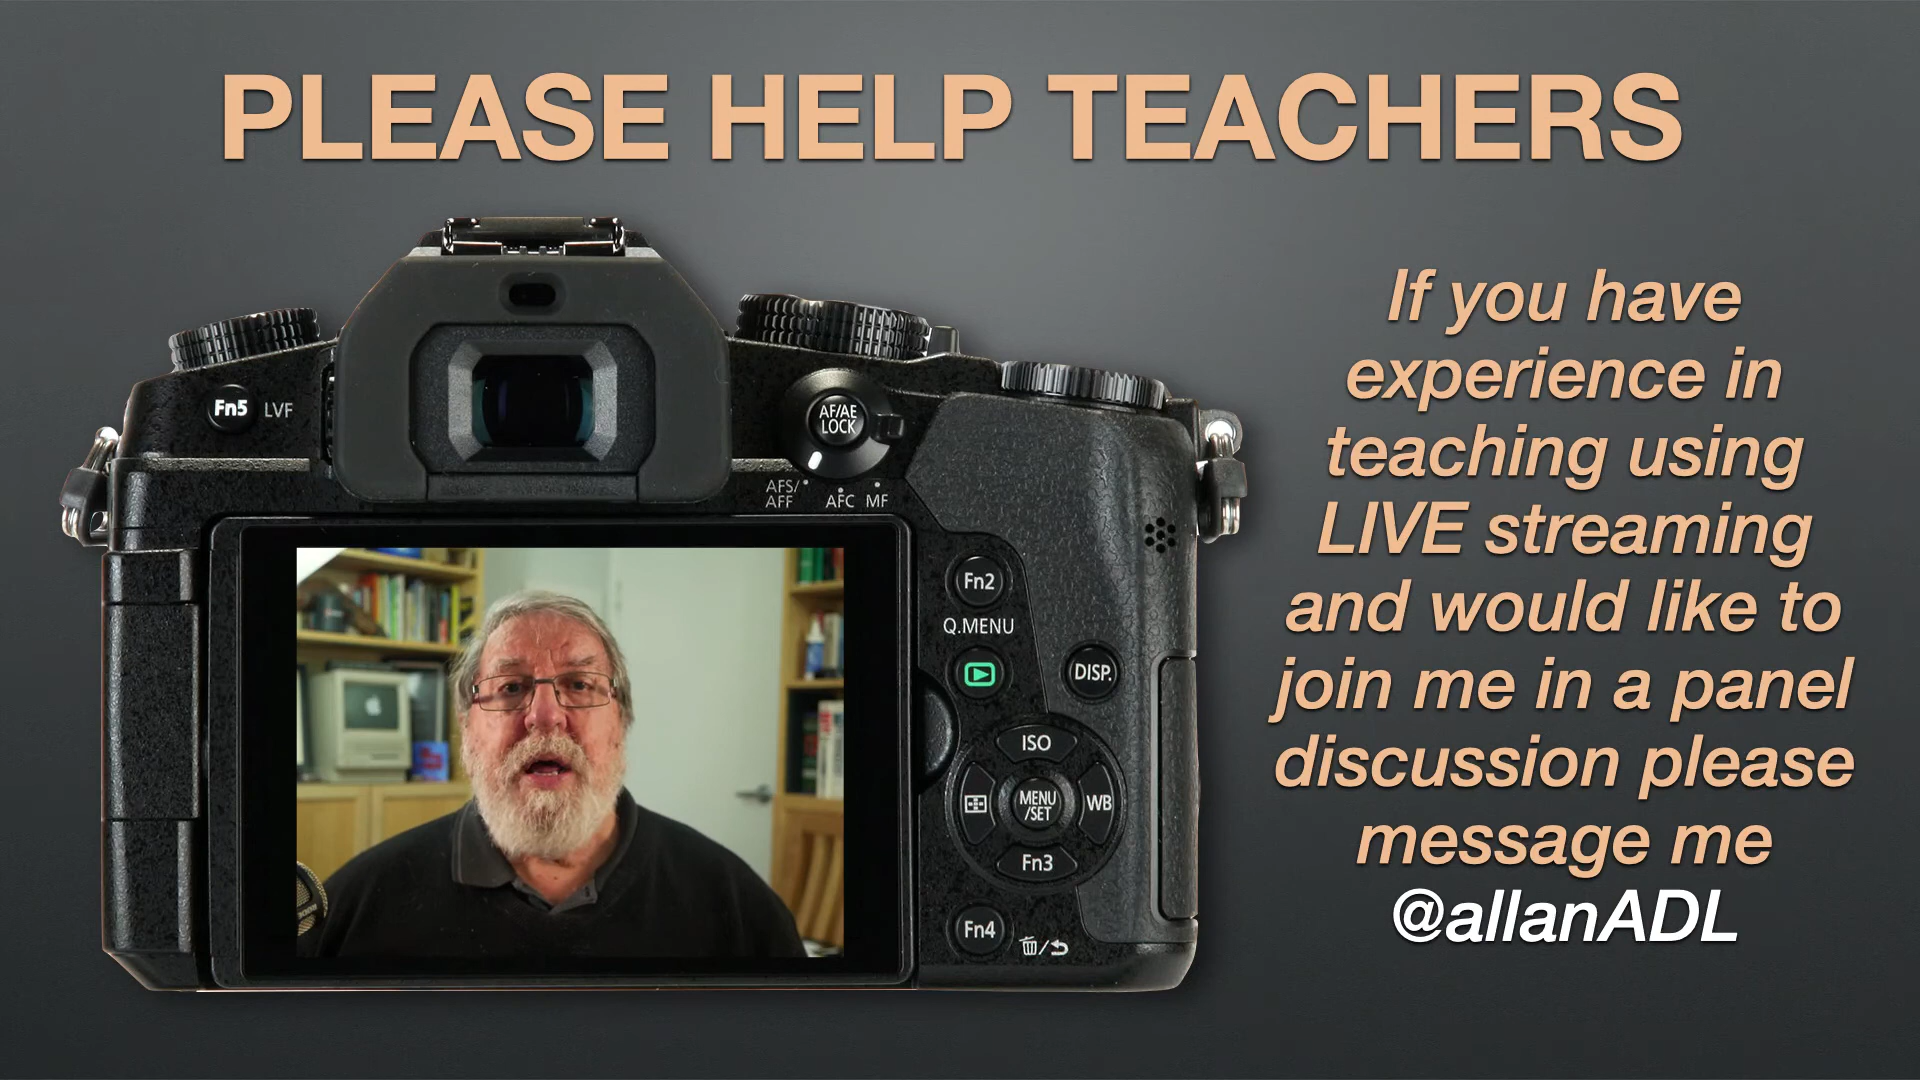 PLEASE HELP TEACHERS
If you have
experience in
teaching using
LIVE streaming
and would like to
join me in a panel
discussion please
message me
@allanADL
Fn5 LVF
AF/AE
LOCK
AFS/
AFF
AFC MF
Fn2
Q.MENU
DISP.
ISO
MENU
/SET
WB
Fn3
Fn4